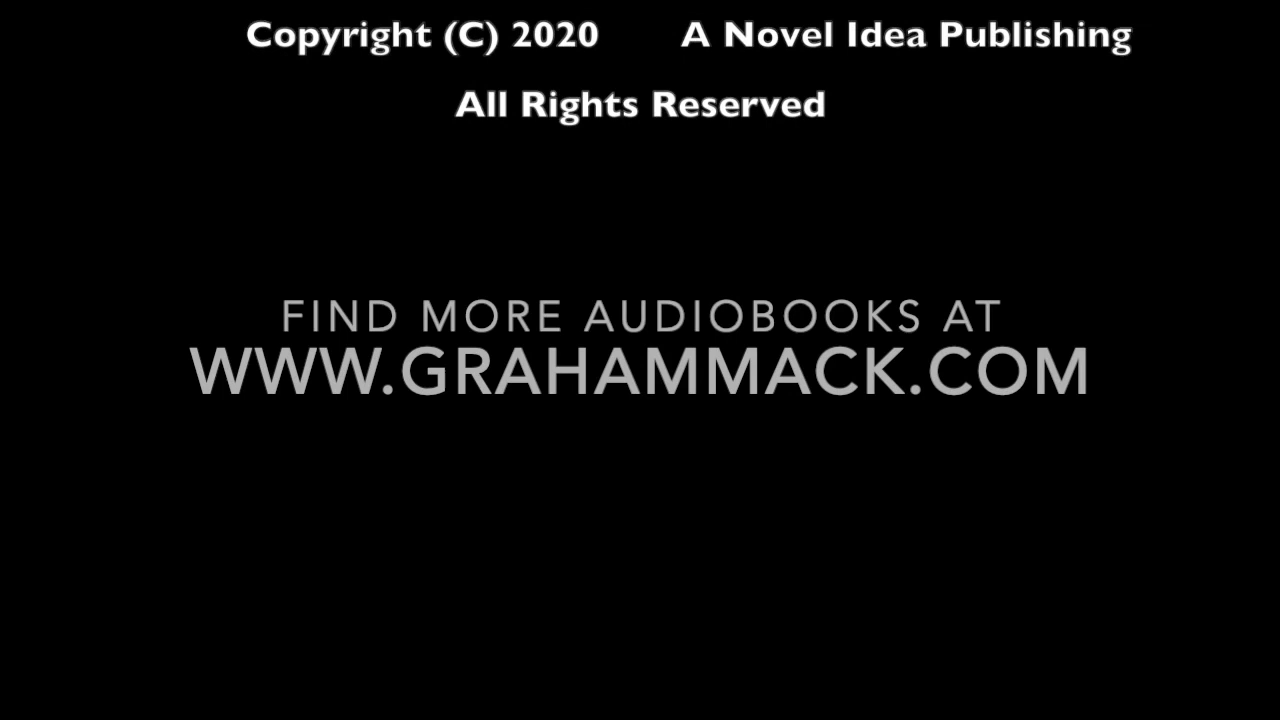 Copyright (C) 2020 A Novel Idea Publishing
All Rights Reserved
FIND MORE AUDIOBOOKS AT
WWW.GRAHAMMACK.COM